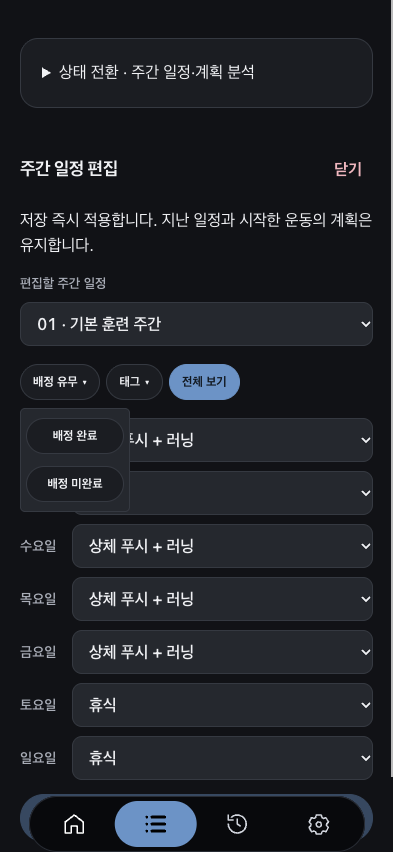 ▶ 상태 전환 · 주간 일정·계획 분석
주간 일정 편집
닫기
저장 즉시 적용합니다. 지난 일정과 시작한 운동의 계획은
유지합니다.
편집할 주간 일정
01 · 기본 훈련 주간
배정 유무 ▾
태그 ▾
전체 보기
배정 완료
배정 미완료
푸시 + 러닝
수요일
상체 푸시 + 러닝
목요일
상체 푸시 + 러닝
금요일
상체 푸시 + 러닝
토요일
휴식
일요일
휴식